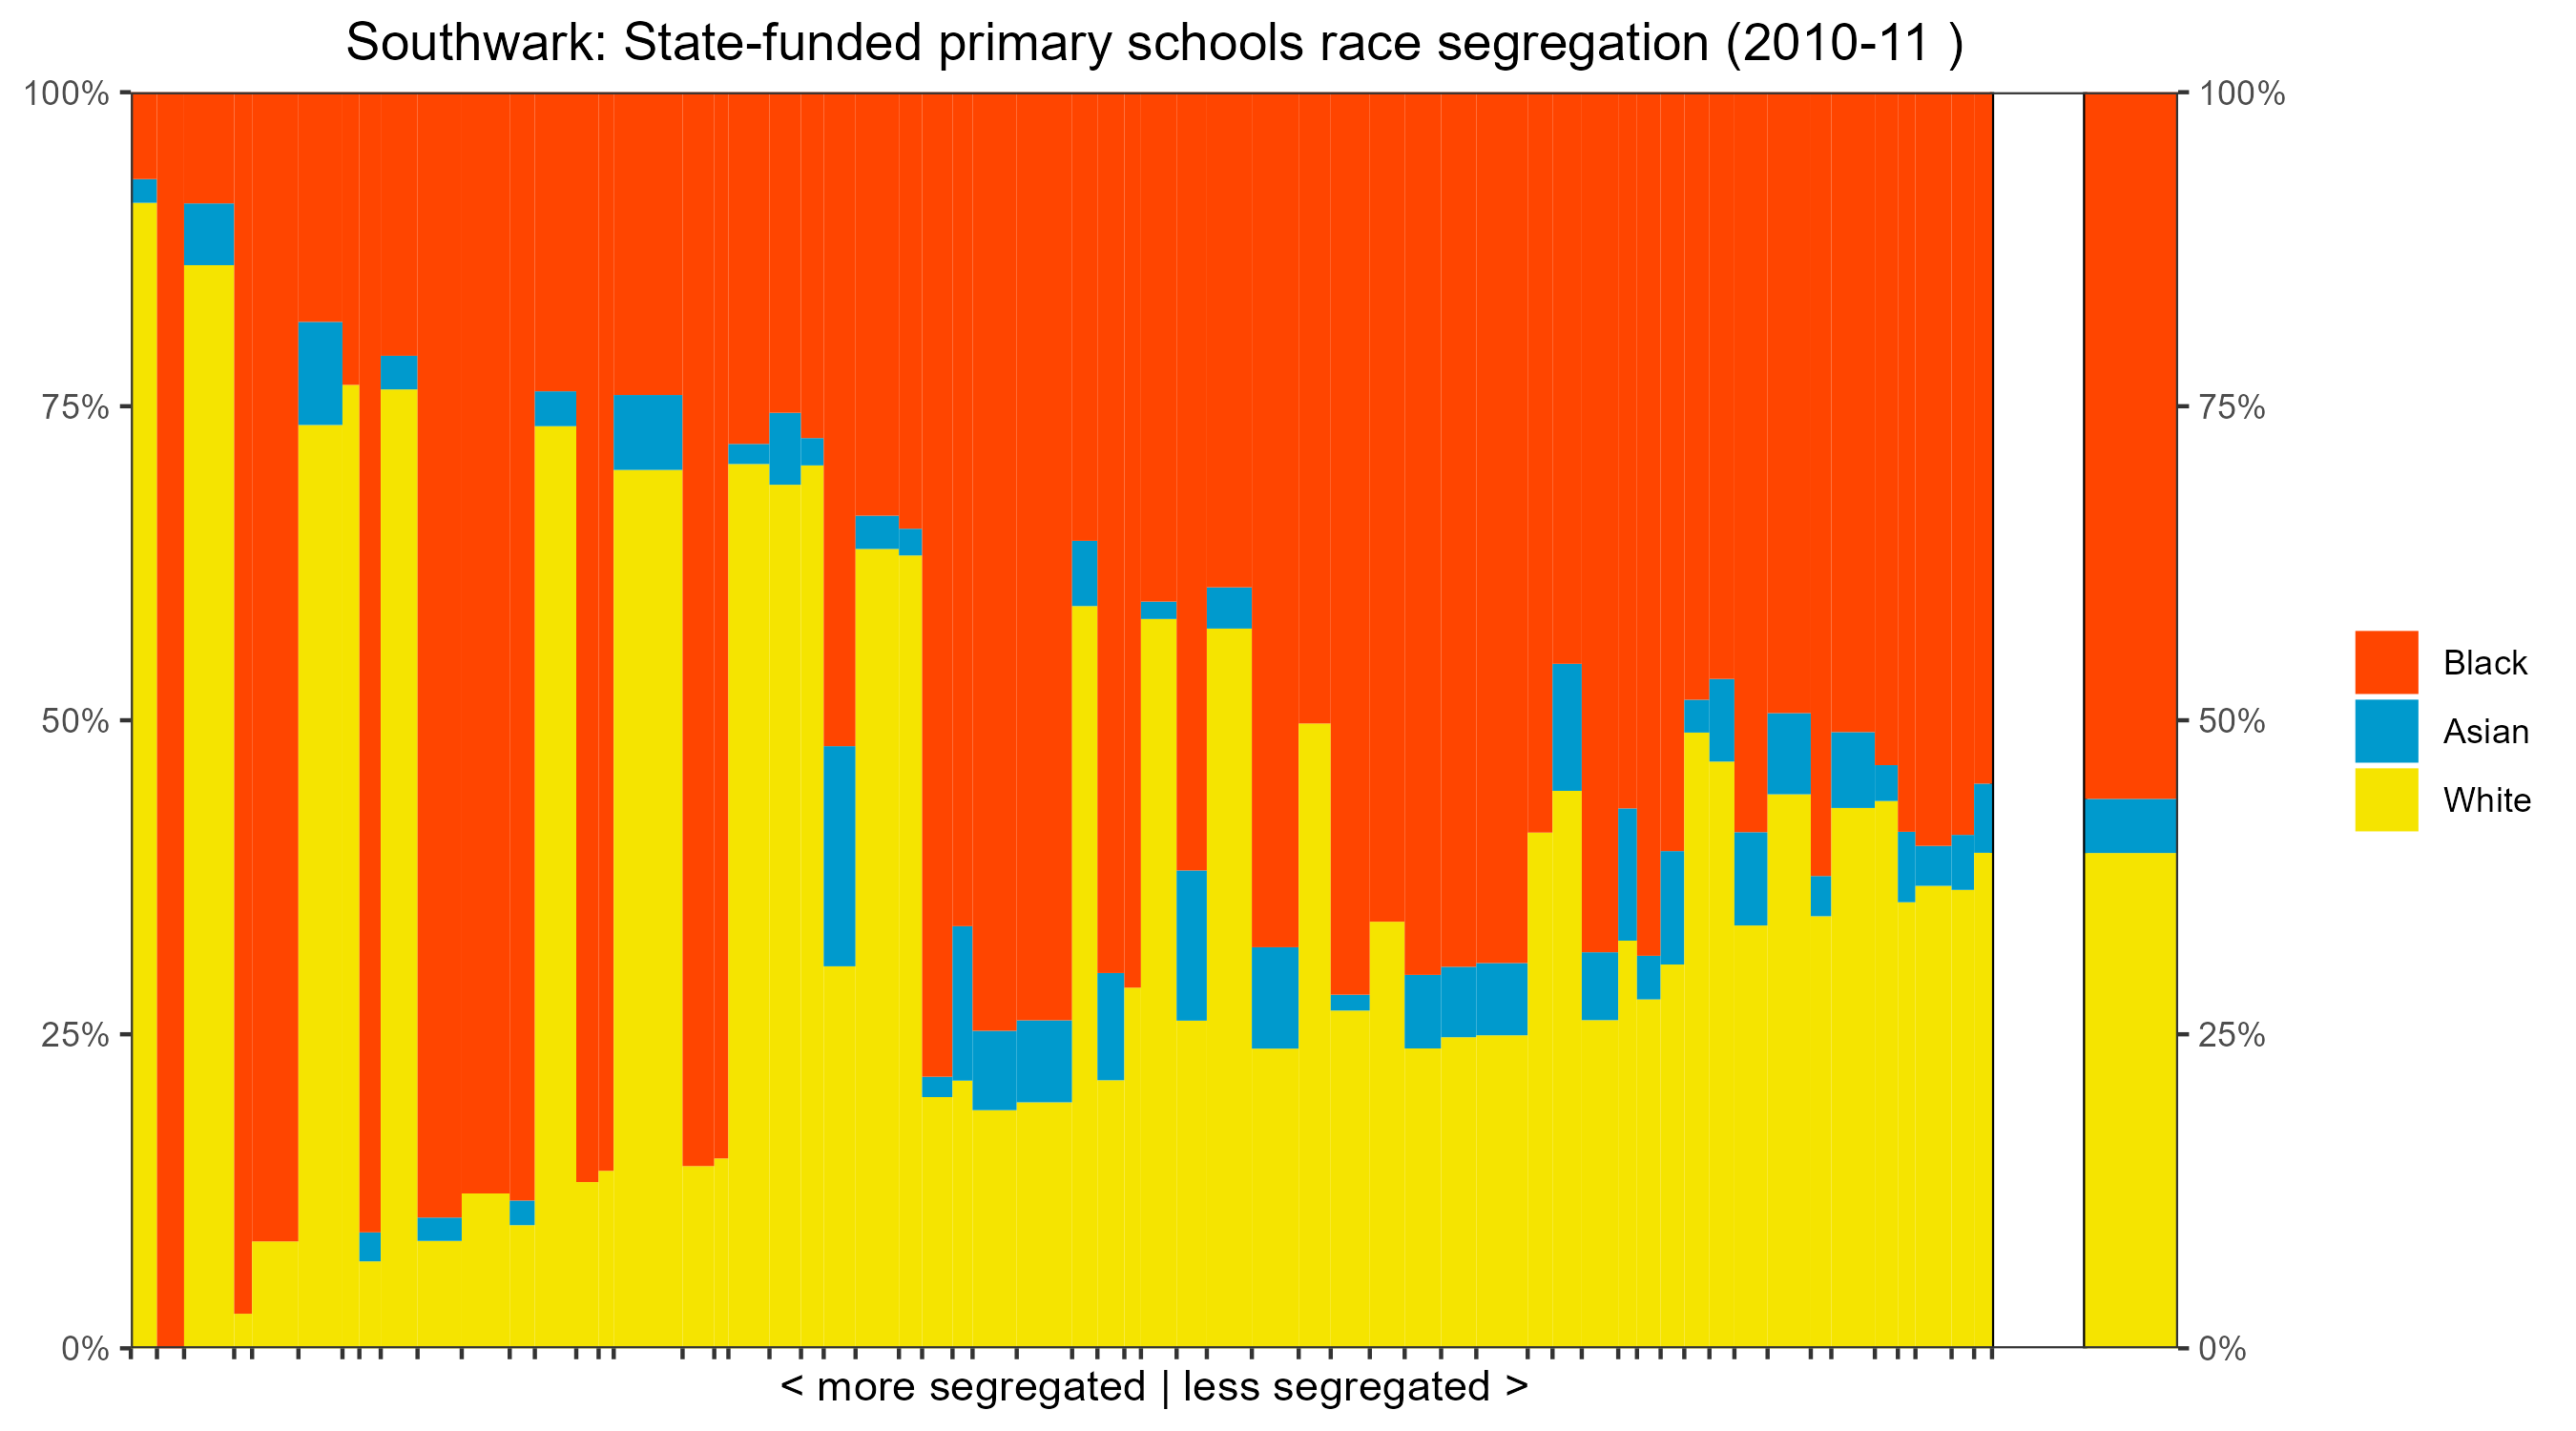 Southwark: State-funded primary schools race segregation (2010-11 )
100%
75%
50%
25%
0%
100%
75%
50%
25%
0%
< more segregated | less segregated >
Black
Asian
White